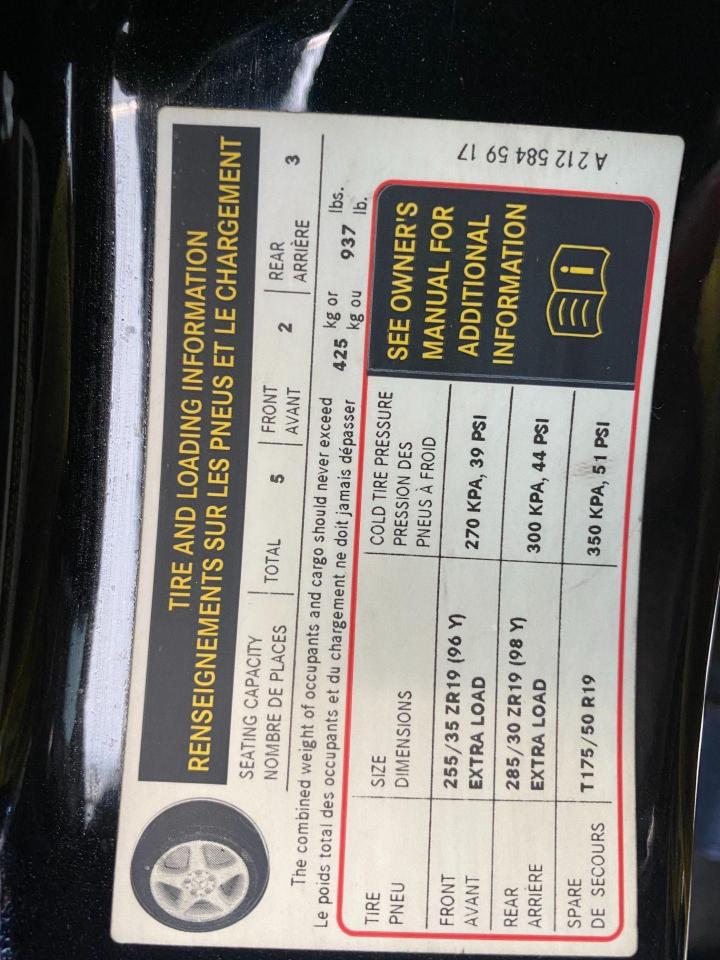 TIRE AND LOADING INFORMATION
RENSEIGNEMENTS SUR LES PNEUS ET LE CHARGEMENT
SEATING CAPACITY
NOMBRE DE PLACES
TOTAL 5
FRONT
AVANT
2
REAR
ARRIÈRE
3
The combined weight of occupants and cargo should never exceed
Le poids total des occupants et du chargement ne doit jamais dépasser
425 kg or
kg ou
937 lbs.
lb.
TIRE
PNEU
SIZE
DIMENSIONS
COLD TIRE PRESSURE
PRESSION DES
PNEUS À FROID
FRONT
AVANT
255/35 ZR19 (96 Y)
EXTRA LOAD
270 KPA, 39 PSI
REAR
ARRIÈRE
285/30 ZR19 (98 Y)
EXTRA LOAD
300 KPA, 44 PSI
SPARE
DE SECOURS
T175/50 R19
350 KPA, 51 PSI
SEE OWNER'S
MANUAL FOR
ADDITIONAL
INFORMATION
i
A 212 584 59 17